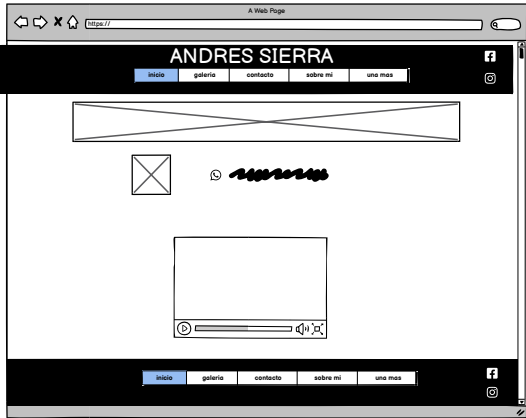 A Web Page
https://
ANDRES SIERRA
inicio galeria contacto sobre mi una mas
inicio galeria contacto sobre mi una mas